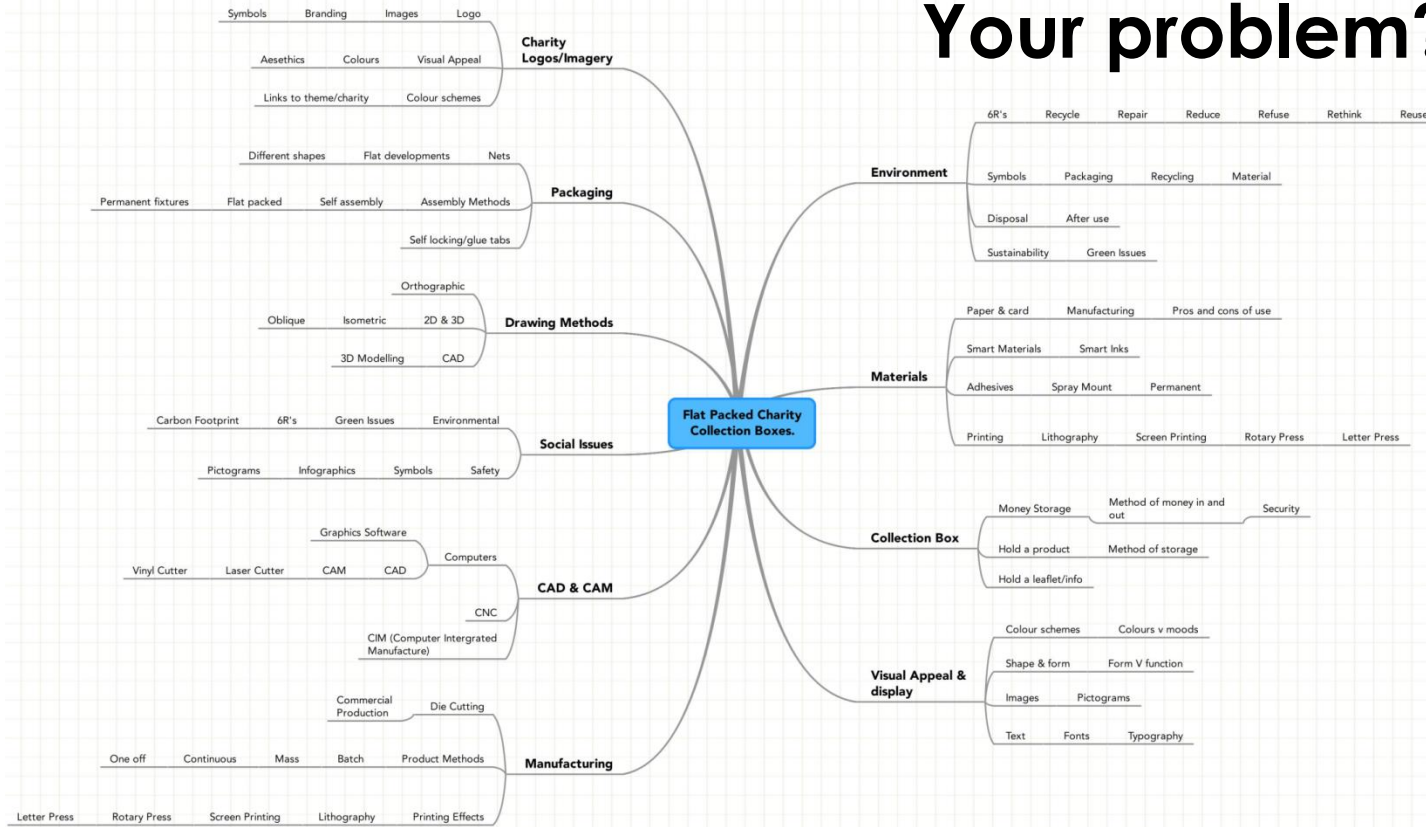 Your problem?
Symbols Branding Images Logo
Charity
Logos/Imagery
Aesethics Colours Visual Appeal
Links to theme/charity Colour schemes
Different shapes Flat developments Nets
Packaging
Permanent fixtures Flat packed Self assembly Assembly Methods
Self locking/glue tabs
Orthographic
Drawing Methods
Oblique Isometric 2D & 3D
3D Modelling CAD
Carbon Footprint 6R's Green Issues Environmental
Social Issues
Pictograms Infographics Symbols Safety
Graphics Software
Computers
Vinyl Cutter Laser Cutter CAM CAD
CAD & CAM
CNC
CIM (Computer Intergrated
Manufacture)
Commercial
Production
Die Cutting
One off Continuous Mass Batch Product Methods
Manufacturing
Letter Press Rotary Press Screen Printing Lithography Printing Effects
Flat Packed Charity
Collection Boxes.
6R's Recycle Repair Reduce Refuse Rethink Reuse
Environment
Symbols Packaging Recycling Material
Disposal After use
Sustainability Green Issues
Paper & card Manufacturing Pros and cons of use
Smart Materials Smart Inks
Materials
Adhesives Spray Mount Permanent
Printing Lithography Screen Printing Rotary Press Letter Press
Money Storage
Method of money in and
out
Security
Collection Box
Hold a product Method of storage
Hold a leaflet/info
Colour schemes Colours v moods
Shape & form Form V function
Visual Appeal &
display
Images Pictograms
Text Fonts Typography